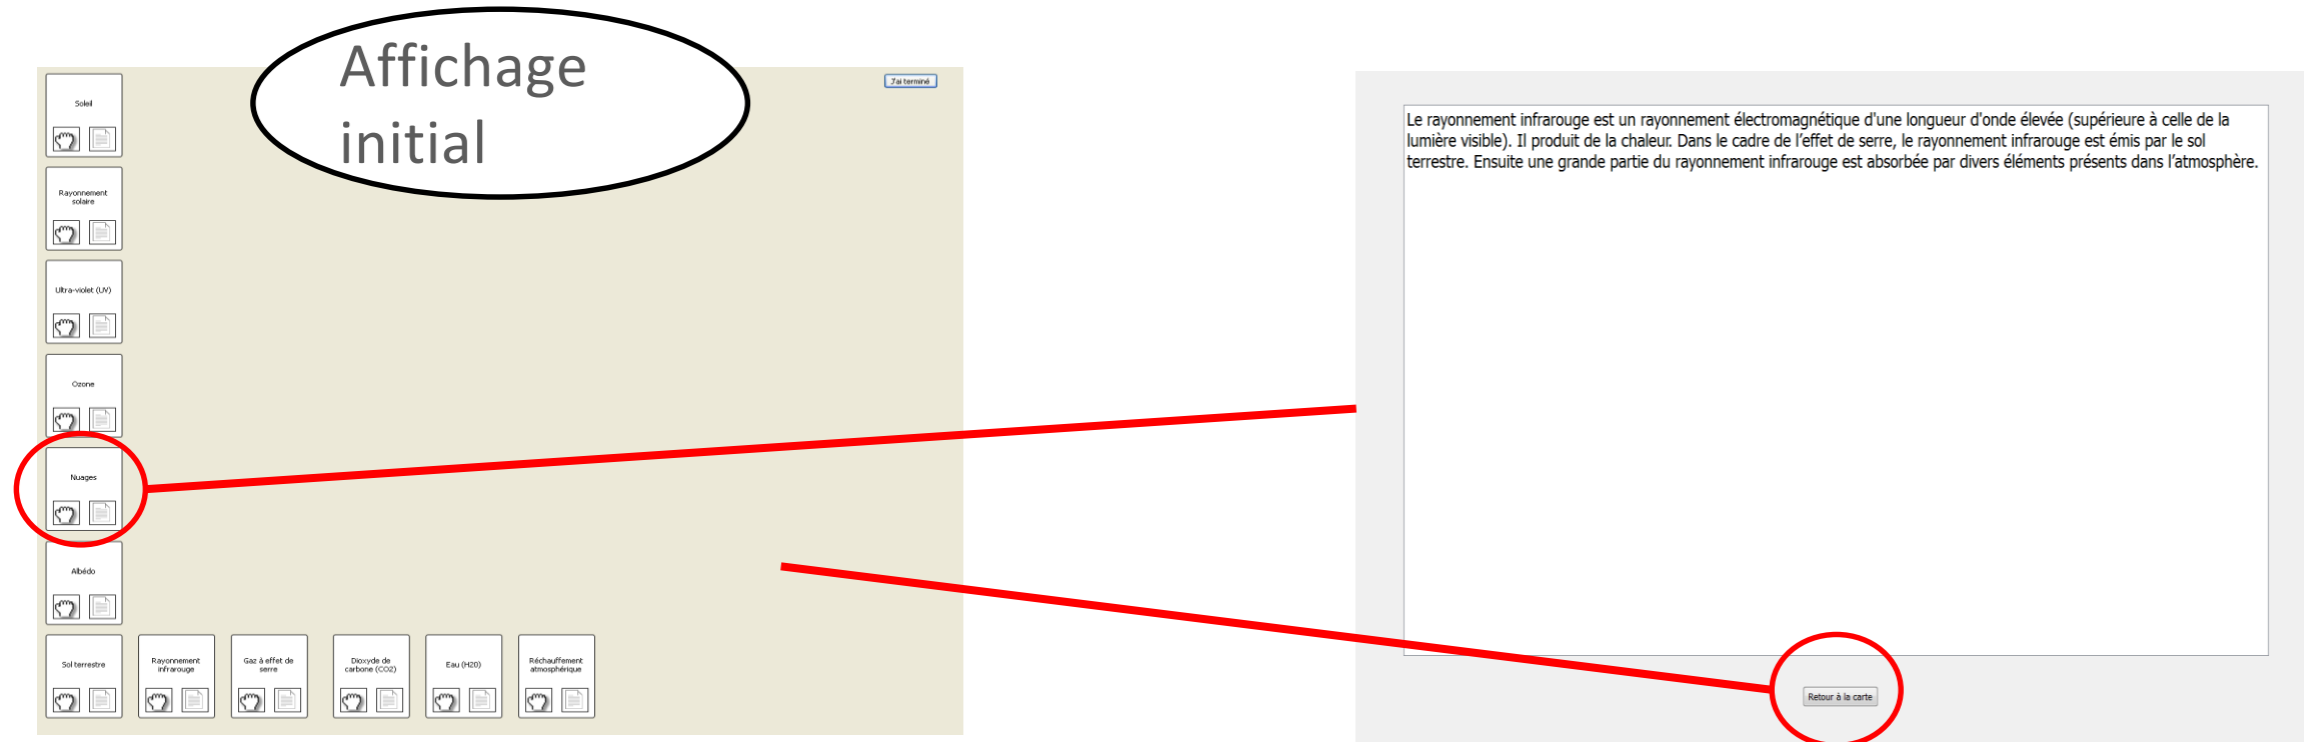 Affichage
initial
J'ai terminé
Soleil
Rayonnement
solaire
Ultra-violet (UV)
Ozone
Nuages
Albédo
Sol terrestre
Rayonnement
infrarouge
Gaz à effet de
serre
Dioxyde de
carbone (CO2)
Eau (H20)
Réchauffement
atmosphérique
Le rayonnement infrarouge est un rayonnement électromagnétique d'une longueur d'onde élevée (supérieure à celle de la
lumière visible). Il produit de la chaleur. Dans le cadre de l'effet de serre, le rayonnement infrarouge est émis par le sol
terrestre. Ensuite une grande partie du rayonnement infrarouge est absorbée par divers éléments présents dans l'atmosphère.
Retour à la carte